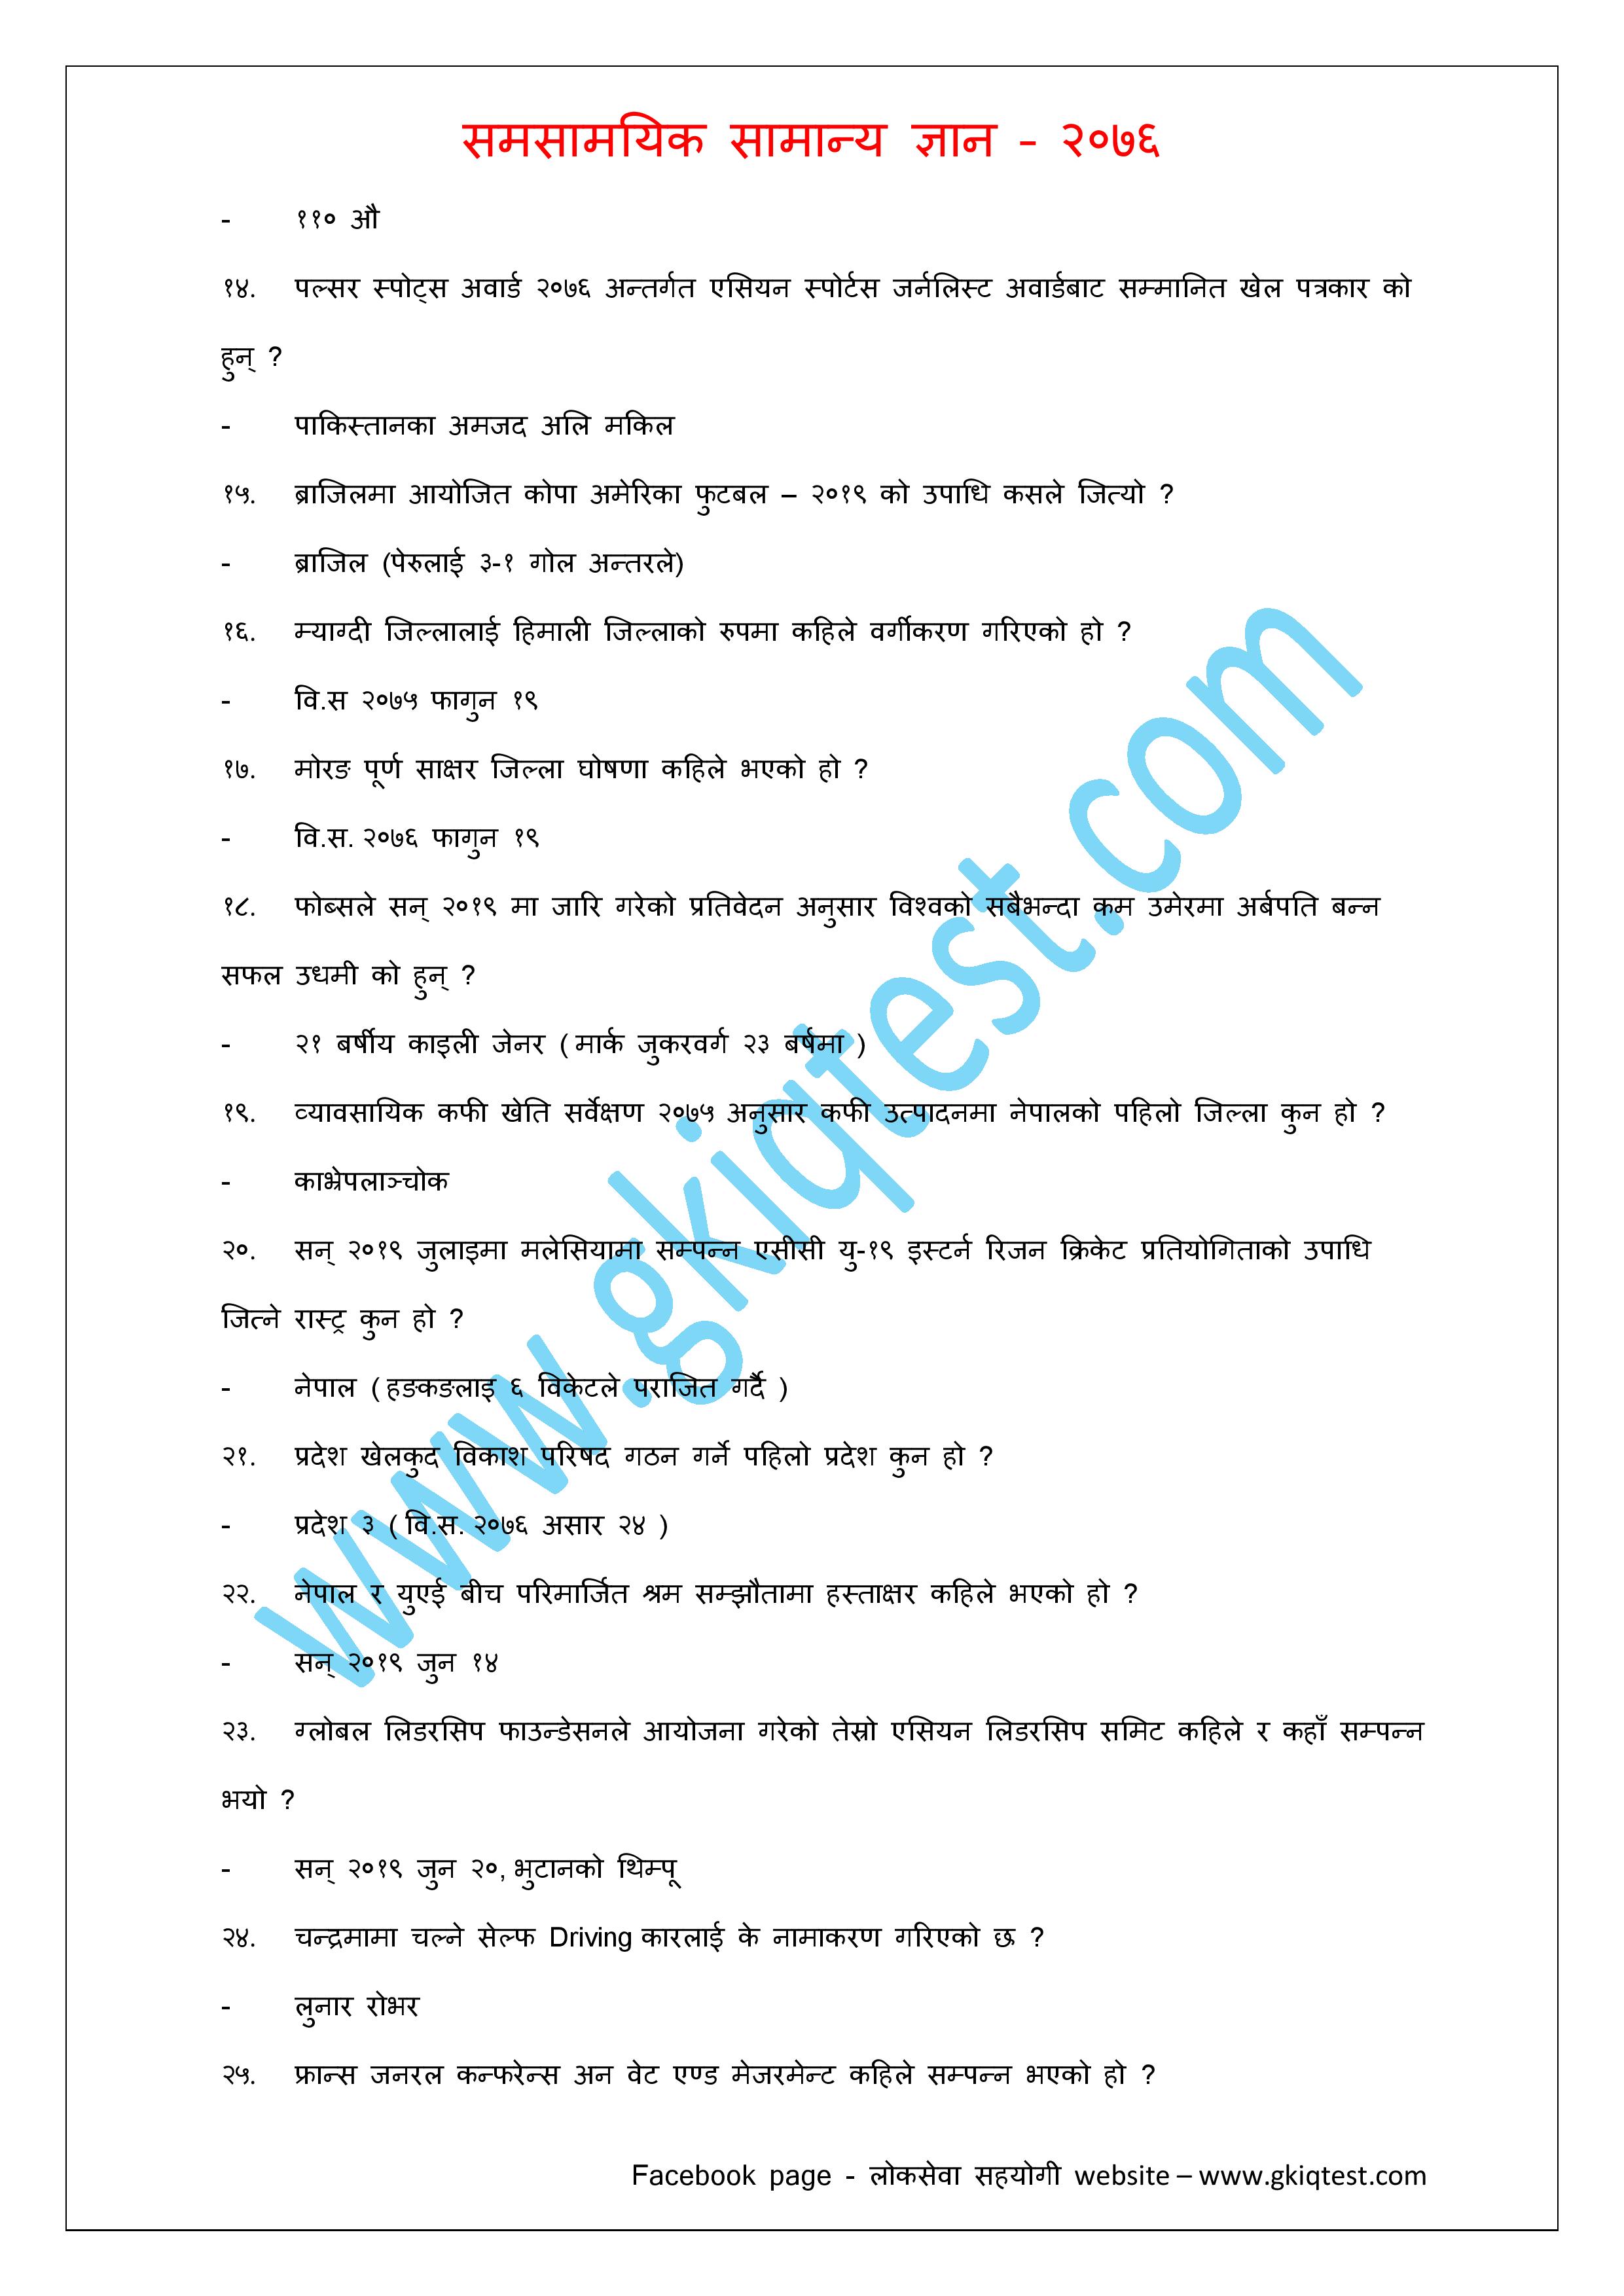 समसामयिक सामान्य ज्ञान - २०७६
- ११० औ
१४. पल्सर स्पोट्स अवार्ड २०७६ अन्तर्गत एसियन स्पोर्टस जर्नलिस्ट अवार्डबाट सम्मानित खेल पत्रकार को
हुन् ?
- पाकिस्तानका अमजद अलि मकिल
१५. ब्राजिलमा आयोजित कोपा अमेरिका फुटबल – २०१९ को उपाधि कसले जित्यो ?
- ब्राजिल (पेरुलाई ३-१ गोल अन्तरले)
१६. म्याग्दी जिल्लालाई हिमाली जिल्लाको रुपमा कहिले वर्गीकरण गरिएको हो ?
- वि.स २०७५ फागुन १९
१७. मोरङ पूर्ण साक्षर जिल्ला घोषणा कहिले भएको हो ?
- वि.स. २०७६ फागुन १९
१८. फोब्सले सन् २०१९ मा जारि गरेको प्रतिवेदन अनुसार विश्वको सबैभन्दा कम उमेरमा अर्बपति बन्न
सफल उधमी को हुन् ?
- २१ बर्षीय काइली जेनर ( मार्क जुकरवर्ग २३ बर्षमा )
१९. व्यावसायिक कफी खेति सर्वेक्षण २०७५ अनुसार कफी उत्पादनमा नेपालको पहिलो जिल्ला कुन हो ?
- काभ्रेपलाञ्चोक
२०. सन् २०१९ जुलाइमा मलेसियामा सम्पन्न एसीसी यु-१९ इस्टर्न रिजन क्रिकेट प्रतियोगिताको उपाधि
जित्ने रास्ट्र कुन हो ?
- नेपाल ( हङकङलाइ ६ विकेटले पराजित गर्दै )
२१. प्रदेश खेलकुद विकाश परिषद गठन गर्ने पहिलो प्रदेश कुन हो ?
- प्रदेश ३ ( वि.स. २०७६ असार २४ )
२२. नेपाल र युएई बीच परिमार्जित श्रम सम्झौतामा हस्ताक्षर कहिले भएको हो ?
- सन् २०१९ जुन १४
२३. ग्लोबल लिडरसिप फाउन्डेसनले आयोजना गरेको तेस्रो एसियन लिडरसिप समिट कहिले र कहाँ सम्पन्न
भयो ?
- सन् २०१९ जुन २०, भुटानको थिम्पू
२४. चन्द्रमामा चल्ने सेल्फ Driving कारलाई के नामाकरण गरिएको छ ?
- लुनार रोभर
२५. फ्रान्स जनरल कन्फरेन्स अन वेट एण्ड मेजरमेन्ट कहिले सम्पन्न भएको हो ?
Facebook page - लोकसेवा सहयोगी website – www.gkiqtest.com
www.gkiqtest.com